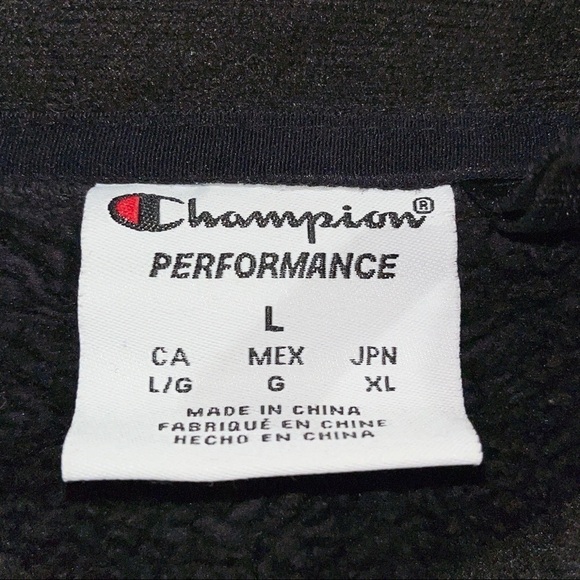 Champion®
PERFORMANCE
L
CA MEX JPN
L/G G XL
MADE IN CHINA
FABRIQUÉ EN CHINE
HECHO EN CHINA